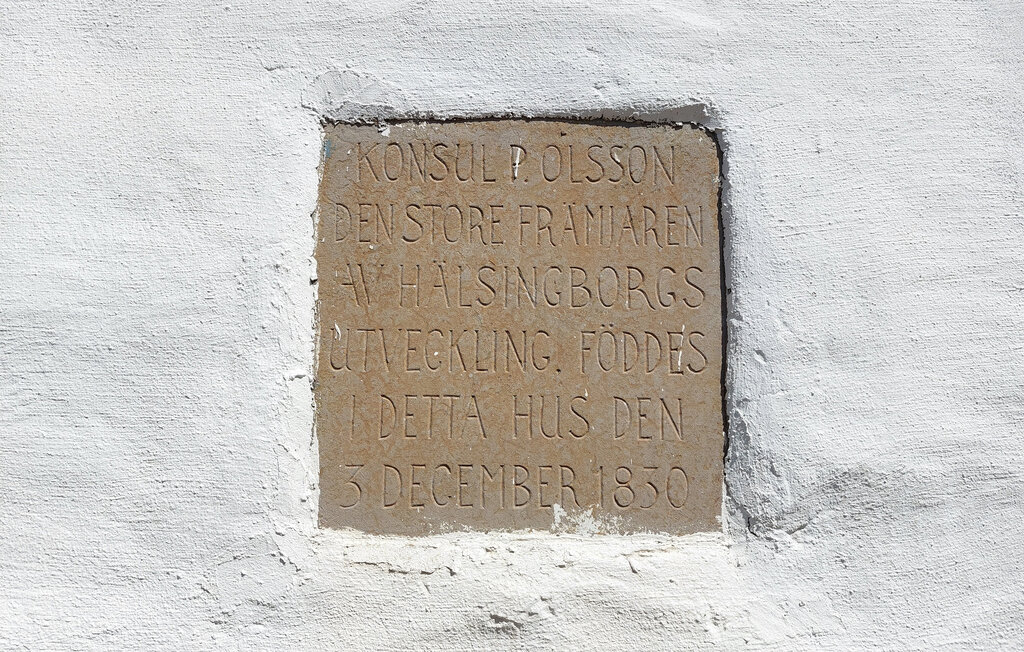 KONSUL P. OLSSON
DEN STORE FRÄMJAREN
AV HÄLSINGBORGS
UTVECKLING. FÖDDES
I DETTA HUS DEN
3 DECEMBER 1830